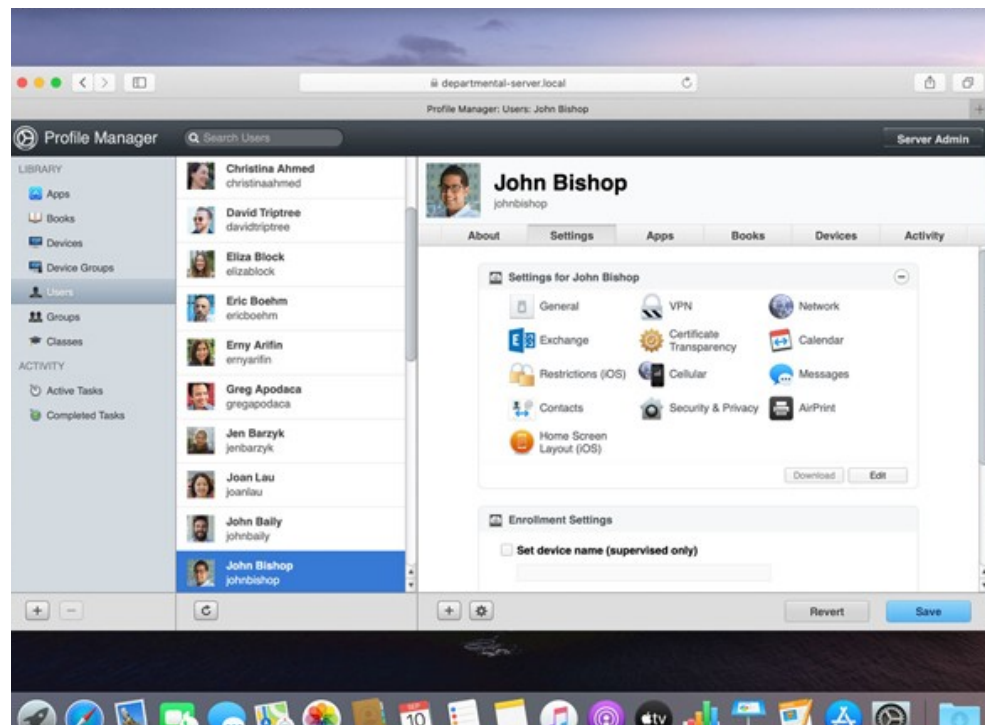 departmental-server.local
Profile Manager: Users: John Bishop
Profile Manager
Search Users
Server Admin
LIBRARY
Apps
Books
Devices
Device Groups
Users
Groups
Classes
ACTIVITY
Active Tasks
Completed Tasks
Christina Ahmed
christinaahmed
David Triptree
davidtriptree
Eliza Block
elizablock
Eric Boehm
ericboehm
Erny Arifin
ernyarifin
Greg Apodaca
gregapodaca
Jen Barzyk
jenbarzyk
Joan Lau
joanlau
John Baily
johnbaily
John Bishop
johnbishop
John Bishop
johnbishop
About Settings Apps Books Devices Activity
Settings for John Bishop
General VPN Network
Exchange Certificate Transparency Calendar
Restrictions (iOS) Cellular Messages
Contacts Security & Privacy AirPrint
Home Screen
Layout (iOS)
Download Edit
Enrollment Settings
Set device name (supervised only)
Revert Save
SEP
10
tv